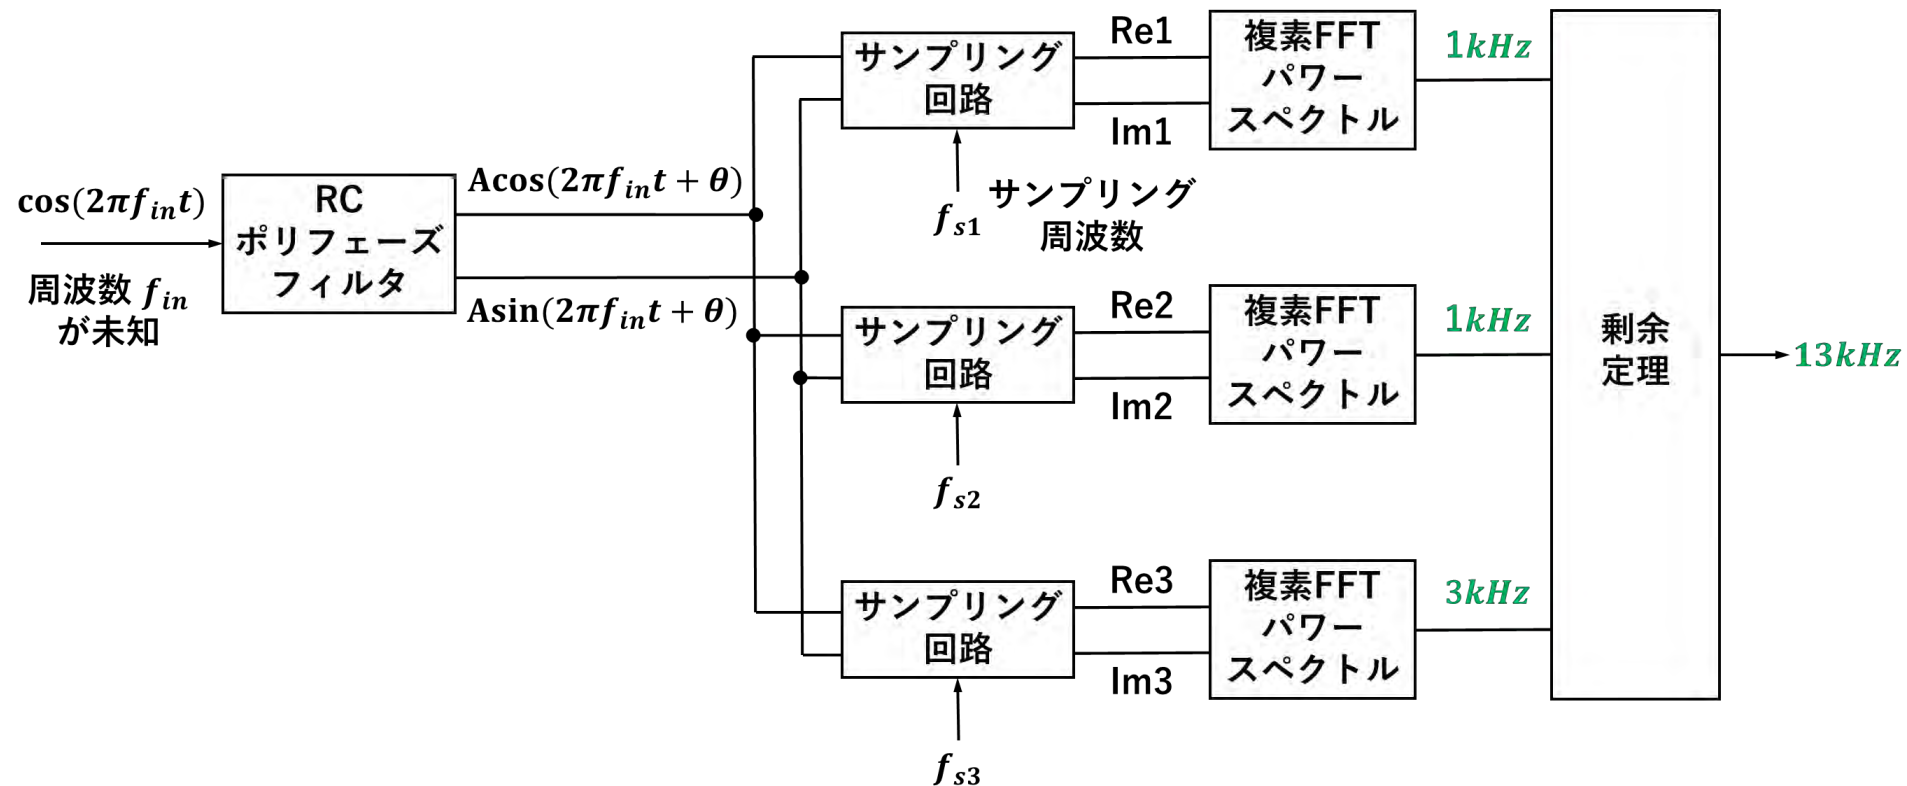 cos(2πf_in t)
周波数 f_in
が未知
RC
ポリフェーズ
フィルタ
Acos(2πf_in t + θ)
Asin(2πf_in t + θ)
サンプリング
回路
f_s1
サンプリング
周波数
Re1
Im1
複素FFT
パワー
スペクトル
1kHz
サンプリング
回路
f_s2
Re2
Im2
複素FFT
パワー
スペクトル
1kHz
サンプリング
回路
f_s3
Re3
Im3
複素FFT
パワー
スペクトル
3kHz
剰余
定理
13kHz